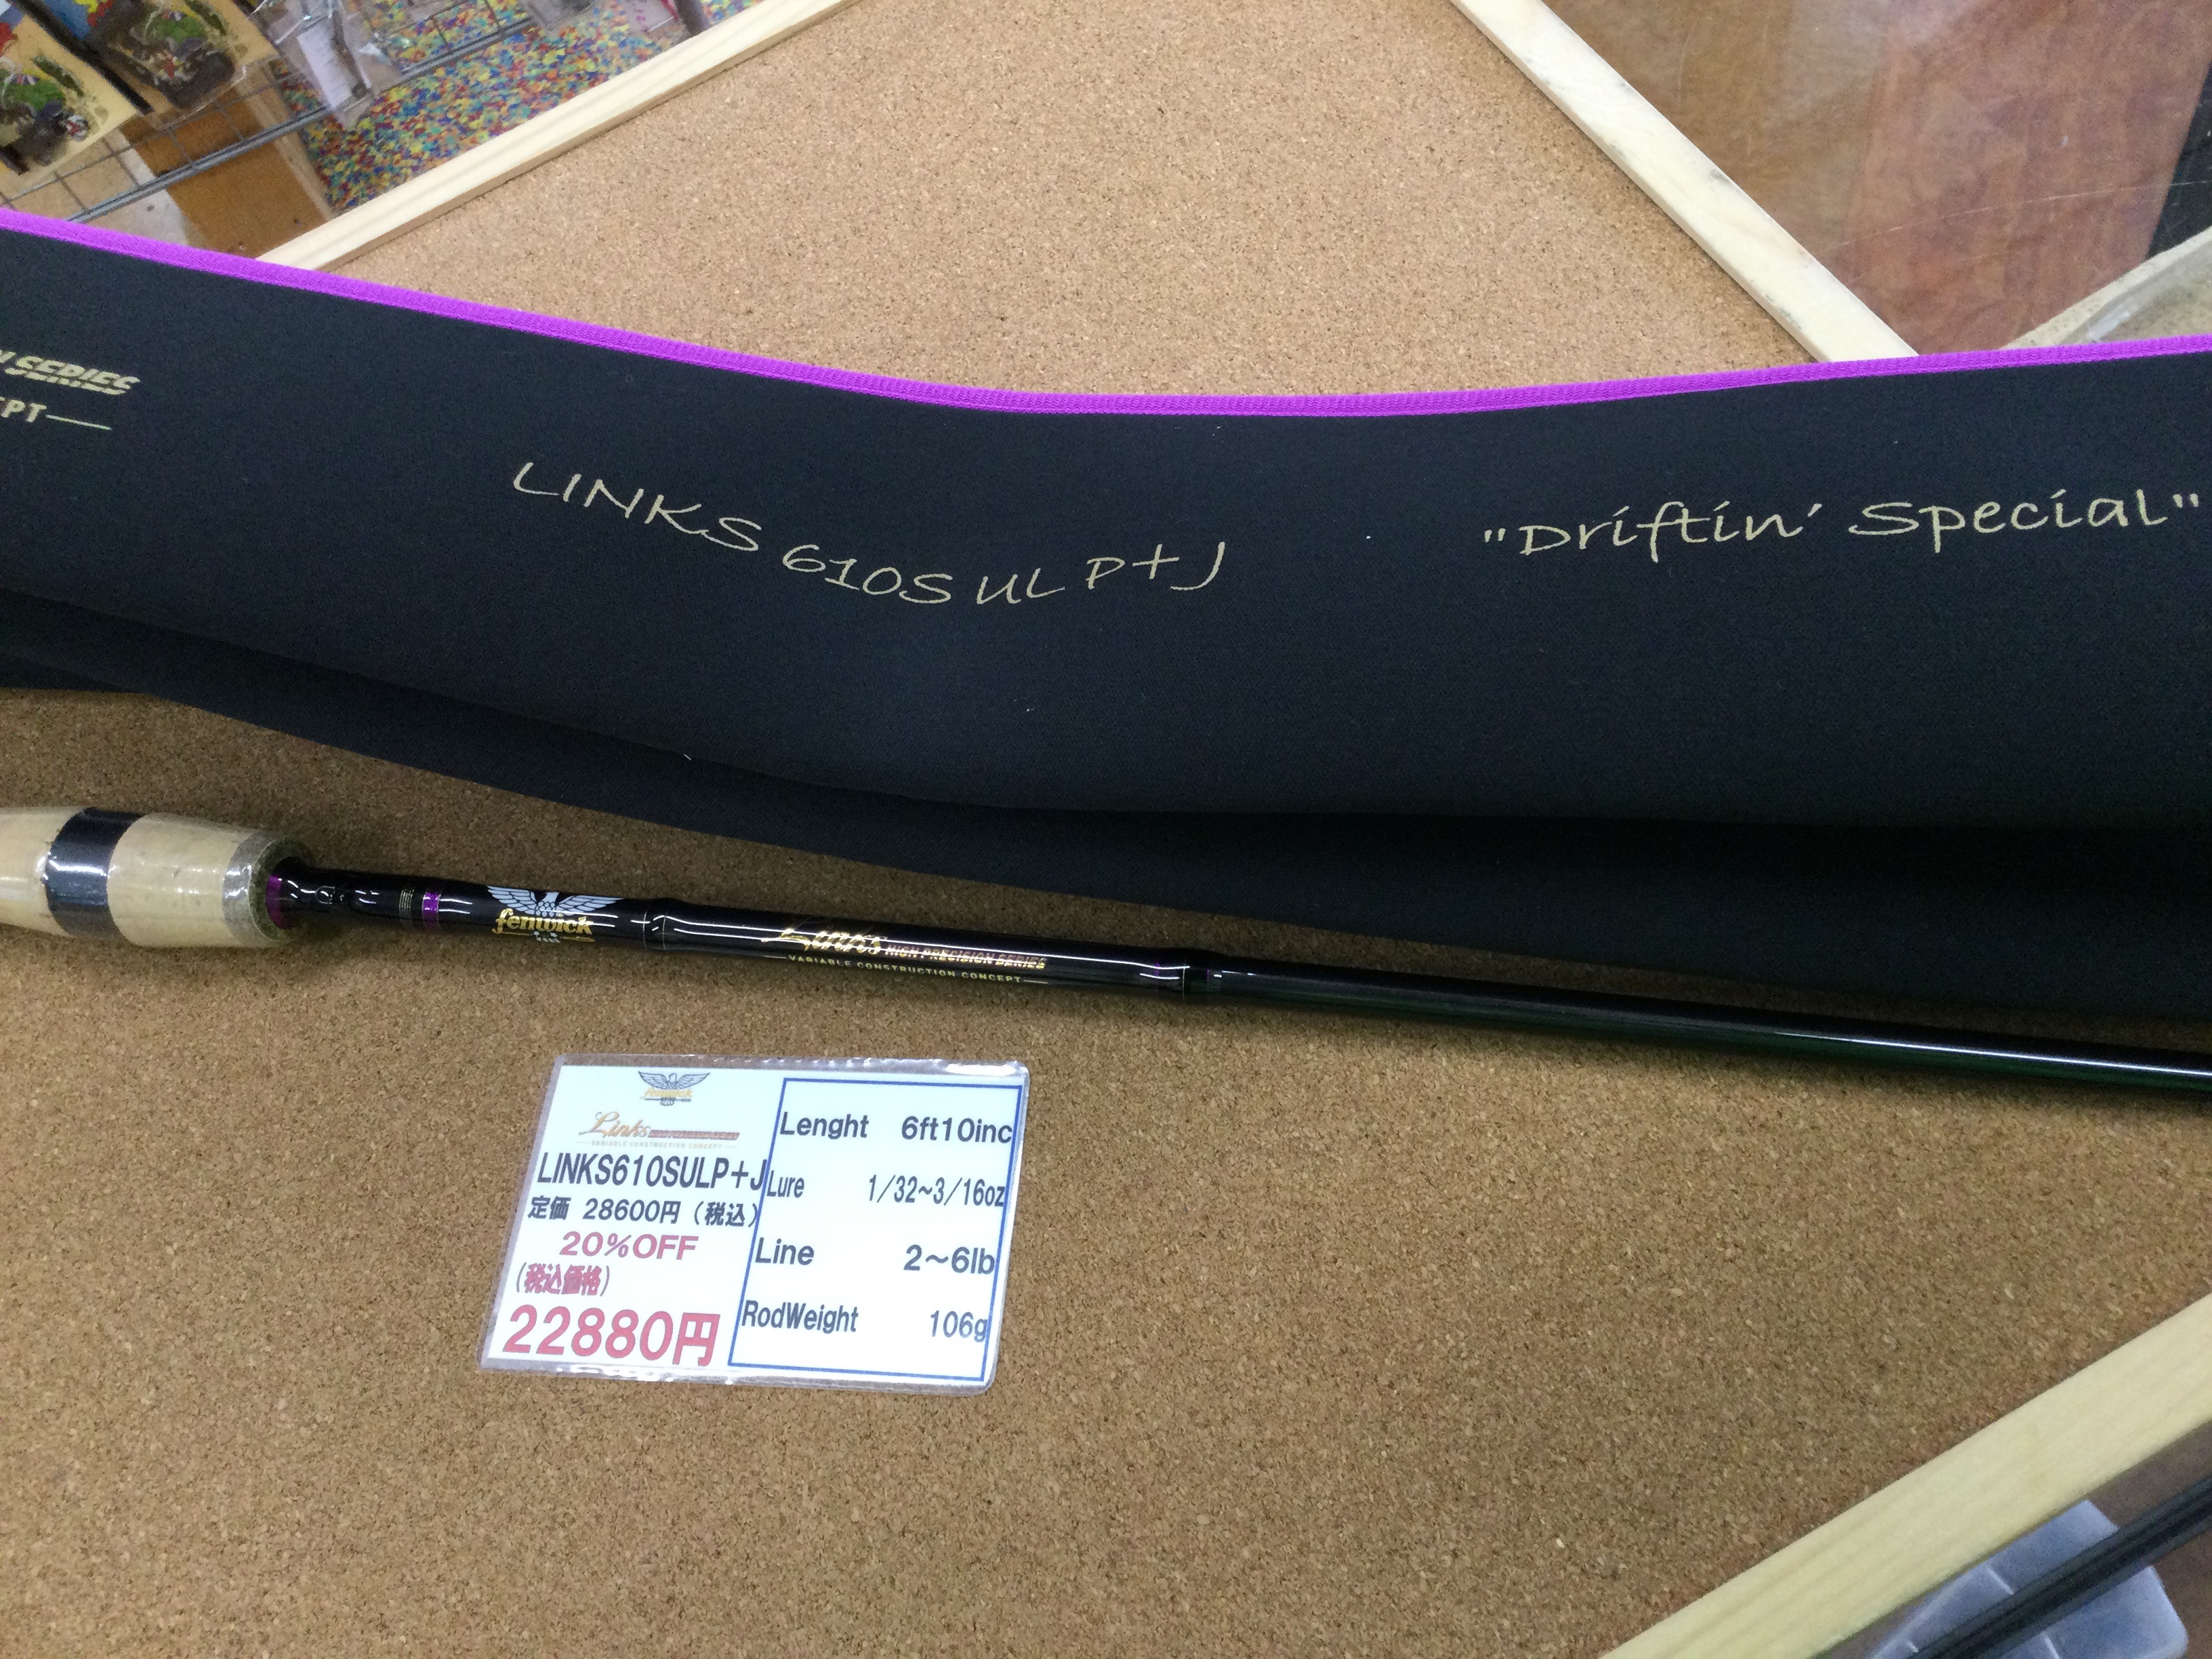 SERIES
LINKS 610S UL P+J
"Driftin' Special"
fenwick
Links HIGH PRECISION SERIES
VARIABLE CONSTRUCTION CONCEPT
fenwick
Links
VARIABLE CONSTRUCTION CONCEPT
LINKS610SULP+J
定価 28600円（税込）
20%OFF
（税込価格）
22880円
Lenght 6ft10inc
Lure 1/32~3/16oz
Line 2～6lb
RodWeight 106g